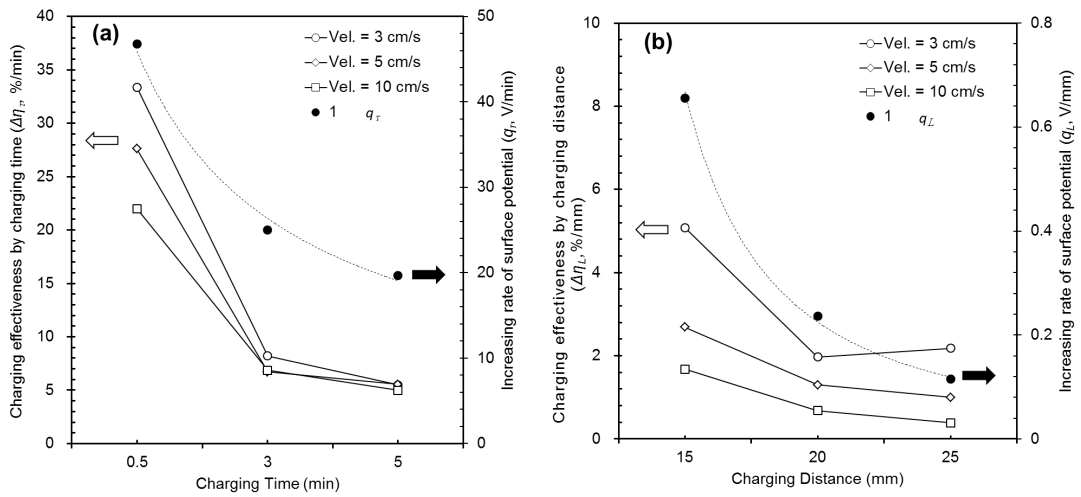 (a)
Vel. = 3 cm/s
Vel. = 5 cm/s
Vel. = 10 cm/s
1 qτ
Charging effectiveness by charging time (Δητ, %/min)
40
35
30
25
20
15
10
5
0
0.5
3
5
Charging Time (min)
50
40
30
20
10
0
Increasing rate of surface potential (qτ, V/min)
(b)
Vel. = 3 cm/s
Vel. = 5 cm/s
Vel. = 10 cm/s
1 qL
Charging effectiveness by charging distance
(ΔηL,%/mm)
10
8
6
4
2
0
15
20
25
Charging Distance (mm)
0.8
0.6
0.4
0.2
0
Increasing rate of surface potential (qL, V/mm)